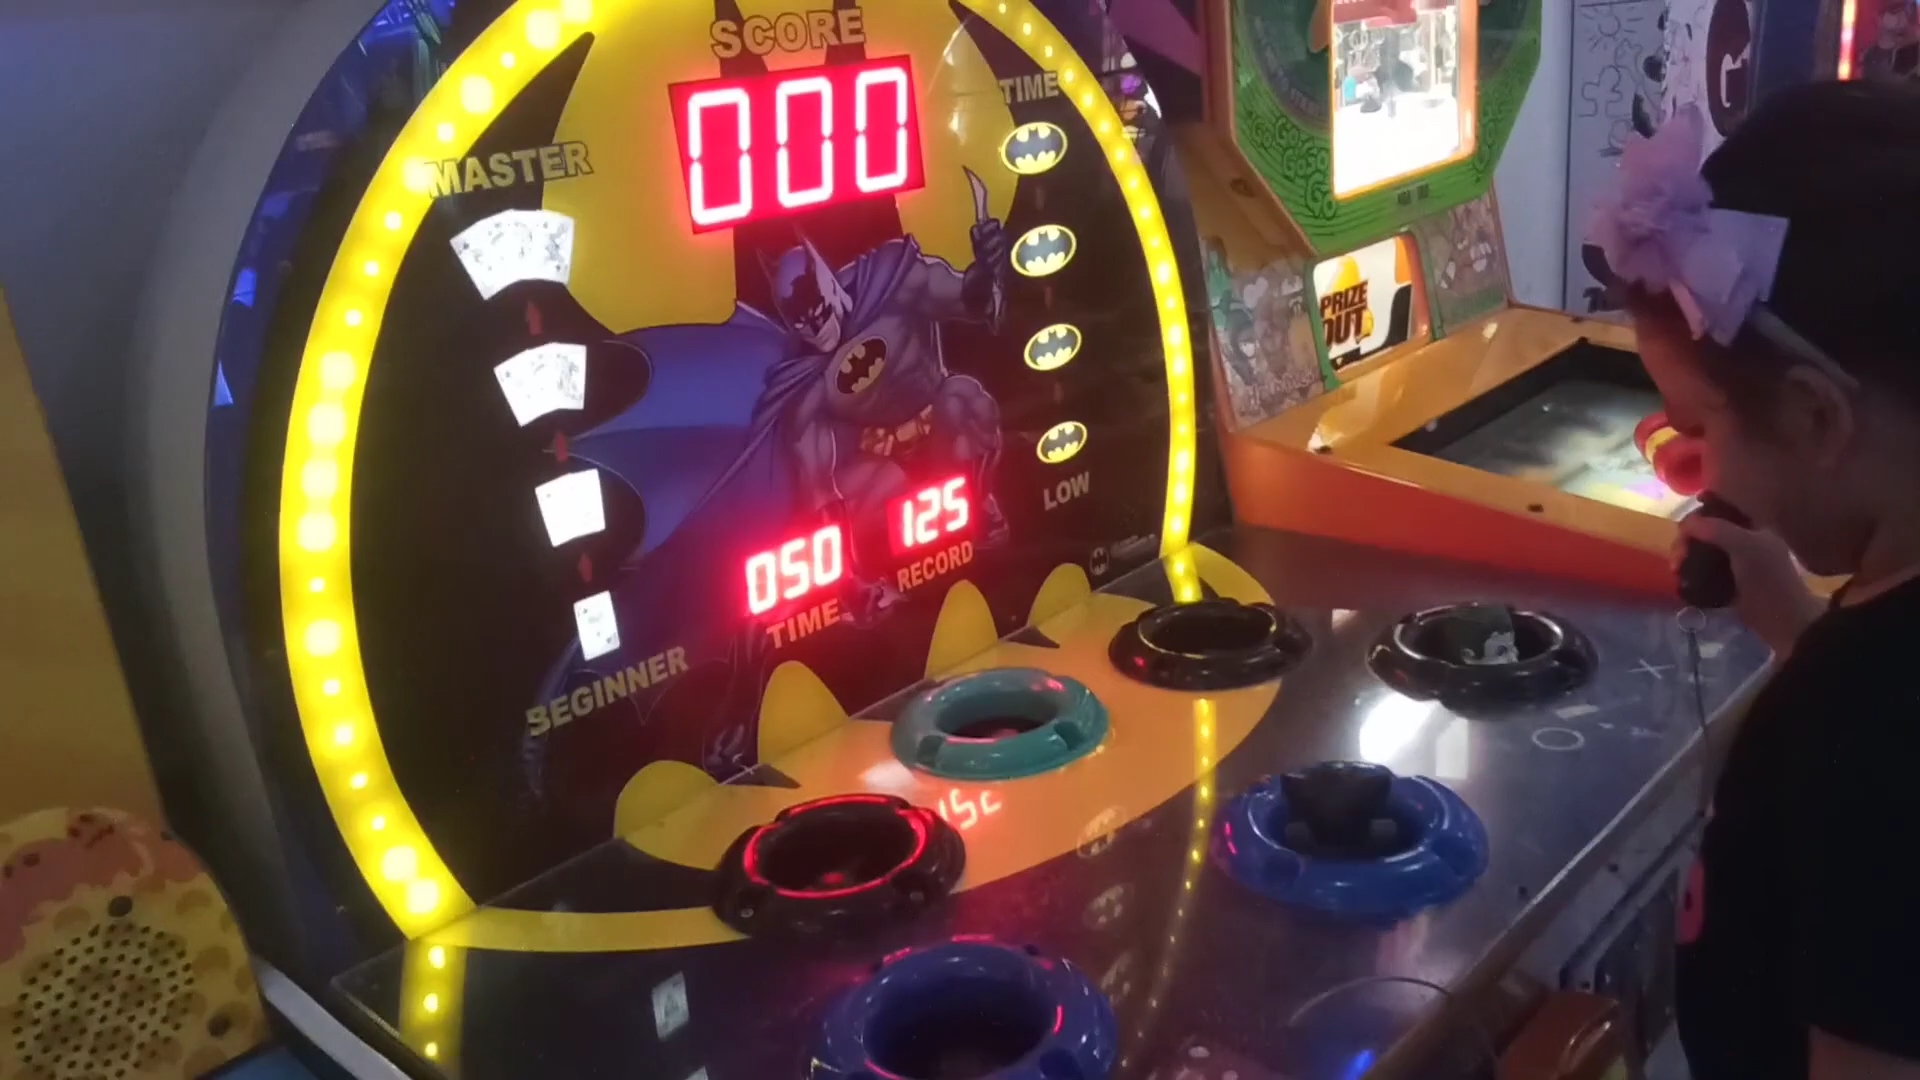 SCORE
000
TIME
MASTER
PRIZE
OUT
LOW
050
125
TIME
RECORD
BEGINNER